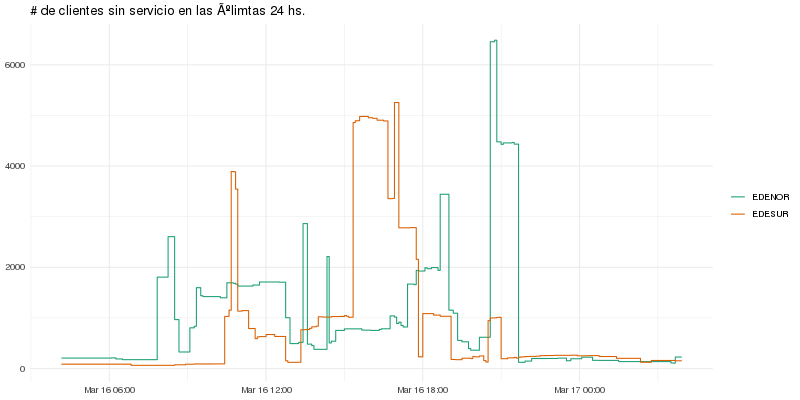 # de clientes sin servicio en las Ãºlimtas 24 hs.
6000
4000
2000
0
Mar 16 06:00
Mar 16 12:00
Mar 16 18:00
Mar 17 00:00
EDENOR
EDESUR